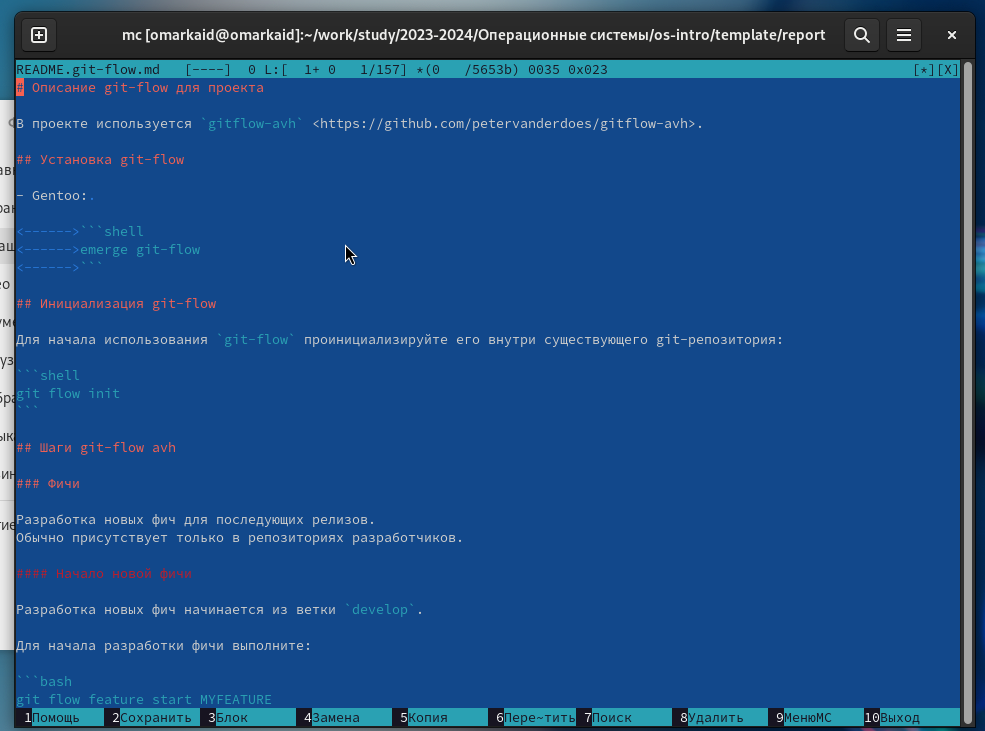 mc [omarkaid@omarkaid]:~/work/study/2023-2024/Операционные системы/os-intro/template/report
README.git-flow.md   [----]  0 L:[  1+ 0   1/157] *(0   /5653b) 0035 0x023   [*][X]
# Описание git-flow для проекта
В проекте используется `gitflow-avh` <https://github.com/petervanderdoes/gitflow-avh>.
## Установка git-flow
- Gentoo:.
<------>```shell
<------>emerge git-flow
<------>```
## Инициализация git-flow
Для начала использования `git-flow` проинициализируйте его внутри существующего git-репозитория:
```shell
git flow init
```
## Шаги git-flow avh
### Фичи
Разработка новых фич для последующих релизов.
Обычно присутствует только в репозиториях разработчиков.
#### Начало новой фичи
Разработка новых фич начинается из ветки `develop`.
Для начала разработки фичи выполните:
```bash
git flow feature start MYFEATURE
1Помощь 2Сохранить 3Блок 4Замена 5Копия 6Пере~тить 7Поиск 8Удалить 9МенюMC 10Выход